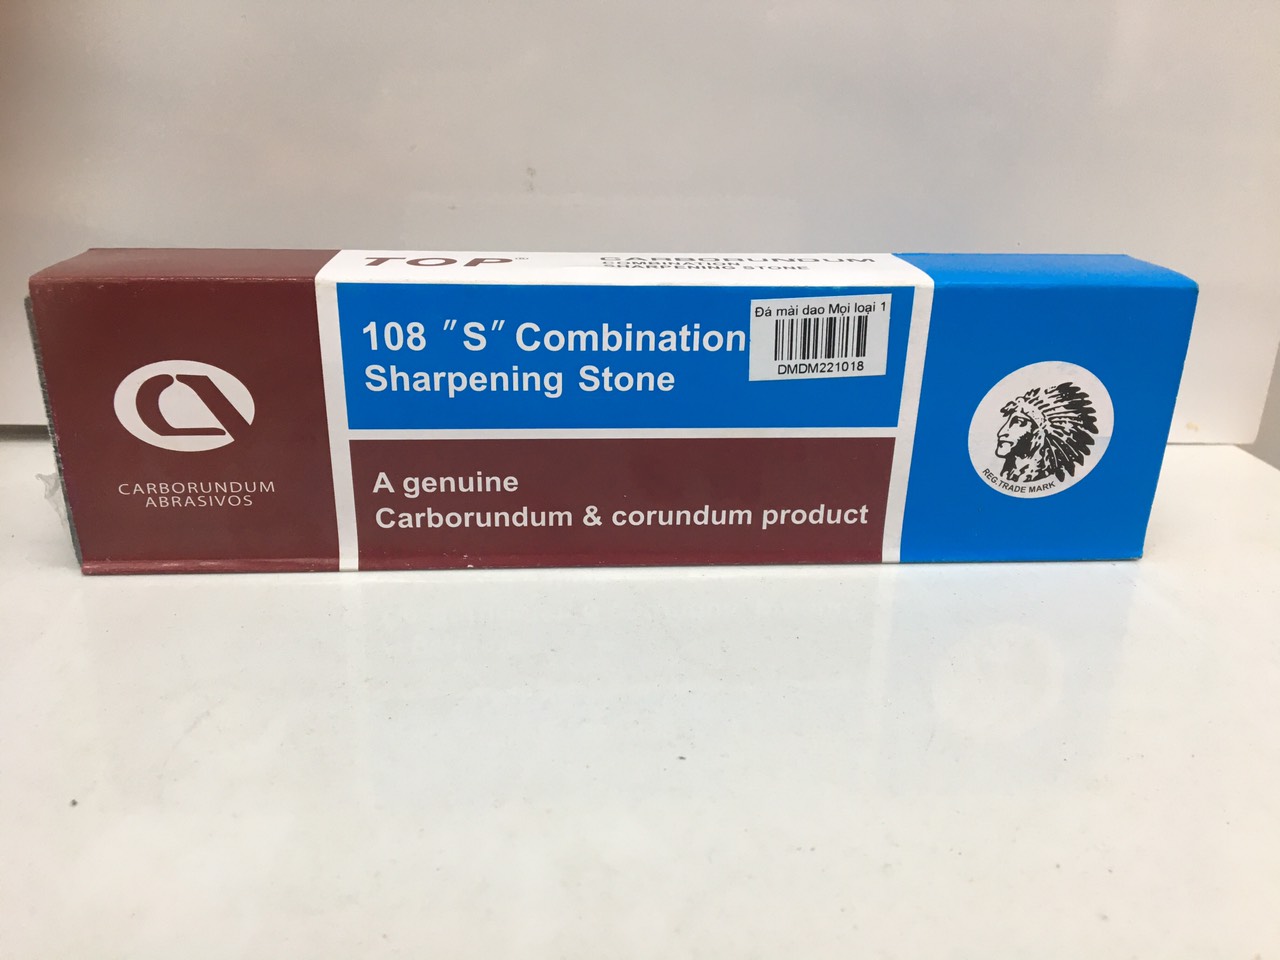 TOP®
CARBORUNDUM
COMBINATION
SHARPENING STONE
108 "S" Combination
Sharpening Stone
Đá mài dao Mọi loại 1
DMDM221018
CARBORUNDUM
ABRASIVOS
A genuine
Carborundum & corundum product
REG.TRADE MARK